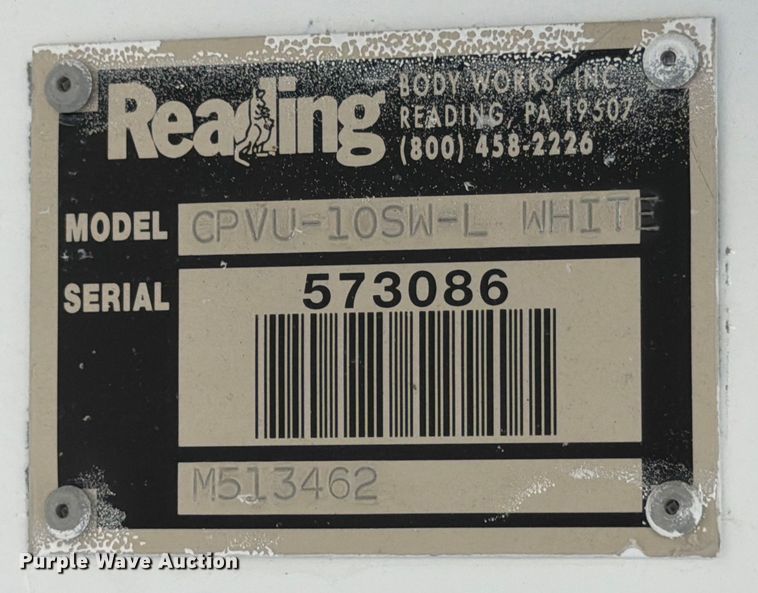 Reading
BODY WORKS, INC
READING, PA 19507
(800) 458-2226
MODEL CPVU-10SW-L WHITE
SERIAL 573086
M513462
Purple Wave Auction